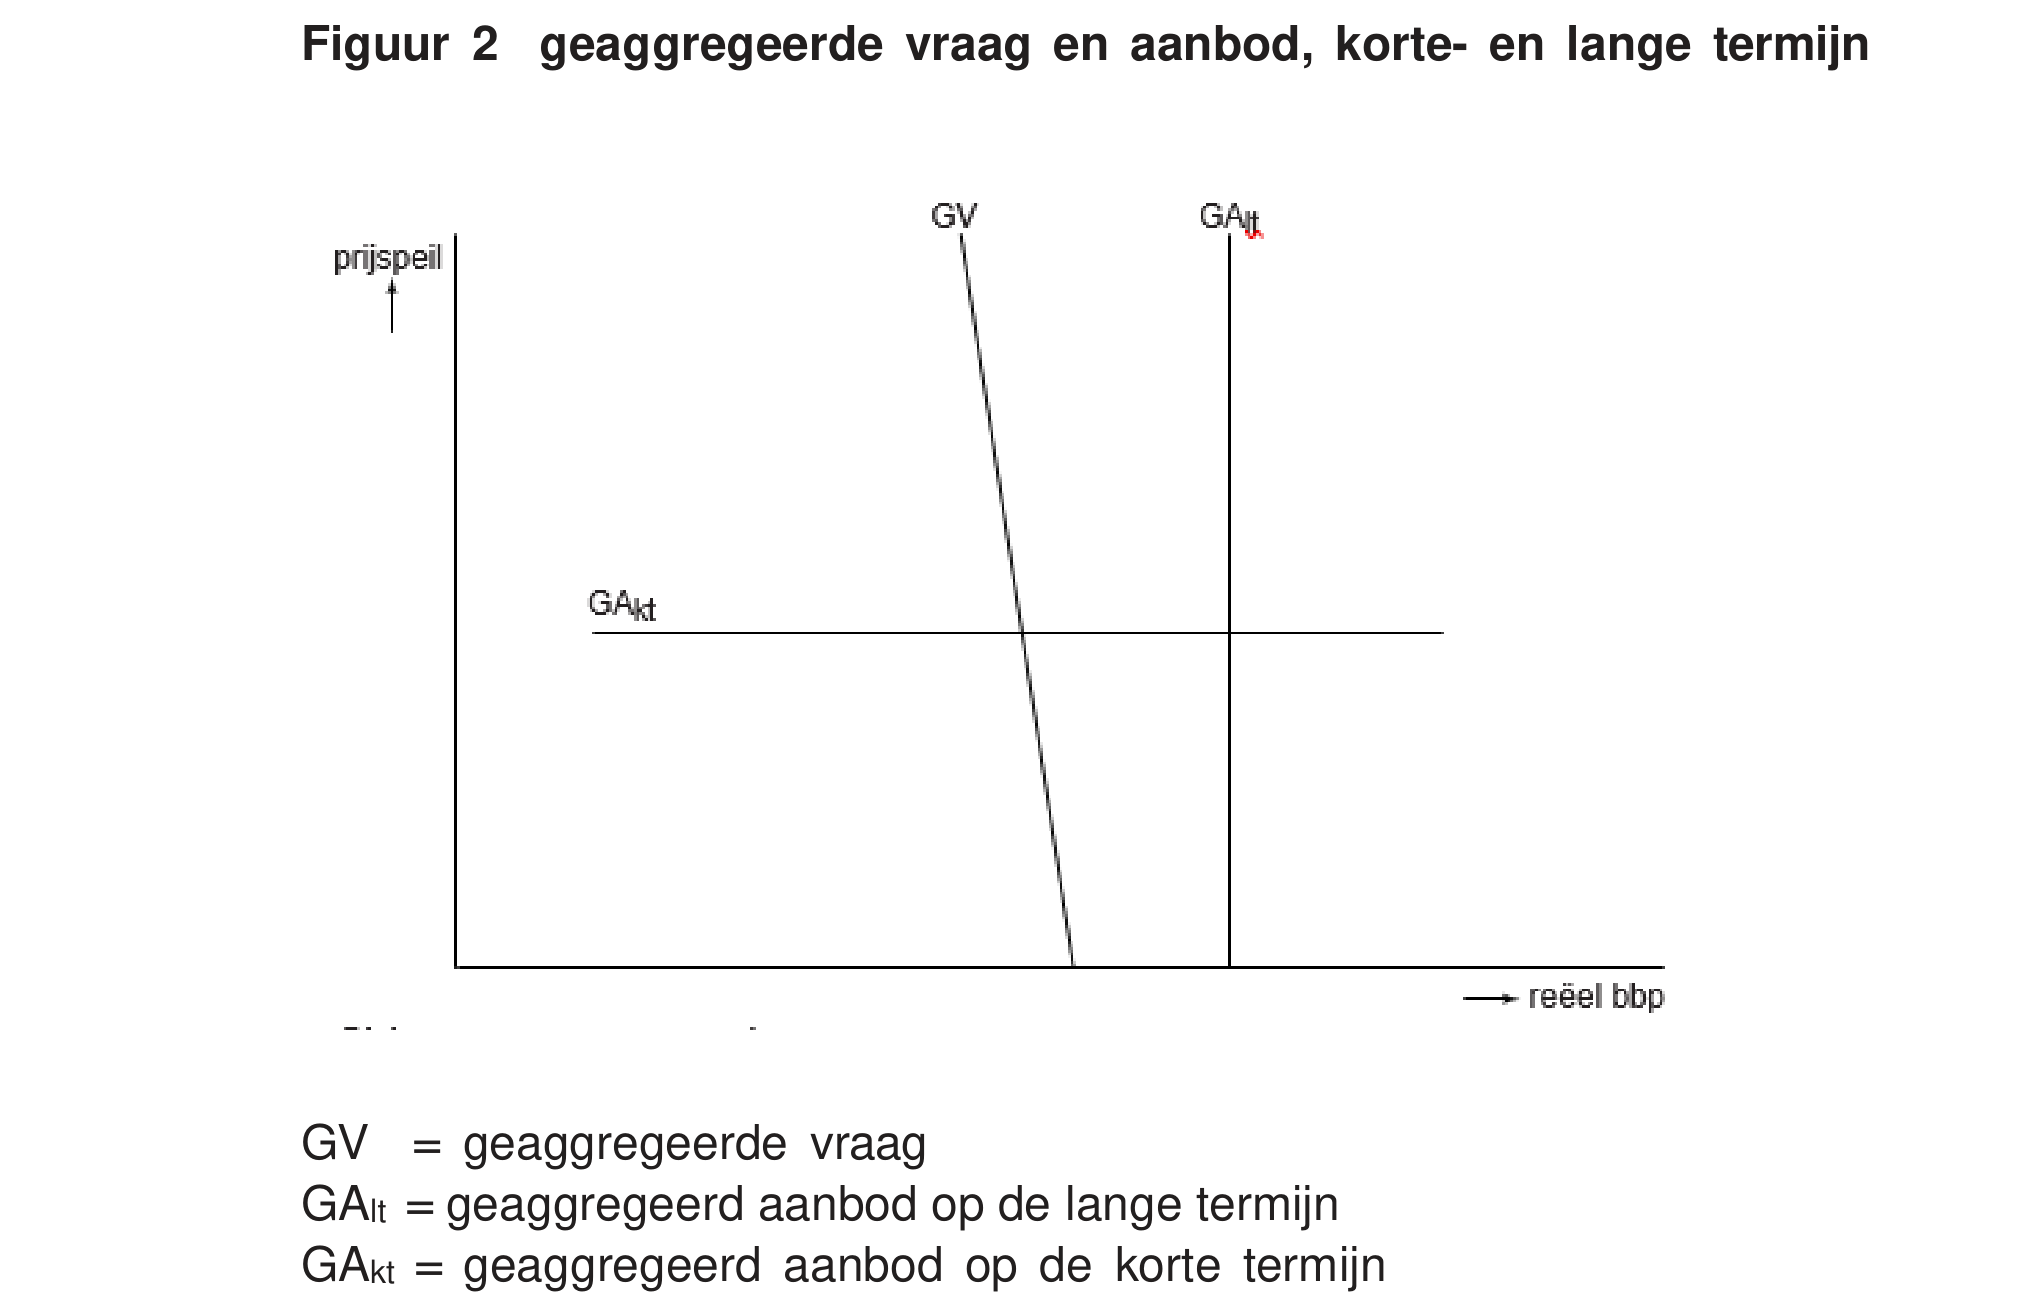 Figuur 2 geaggregeerde vraag en aanbod, korte- en lange termijn
GV GAlt
prijspeil
GAkt
reëel bbp
GV = geaggregeerde vraag
GAlt = geaggregeerd aanbod op de lange termijn
GAkt = geaggregeerd aanbod op de korte termijn